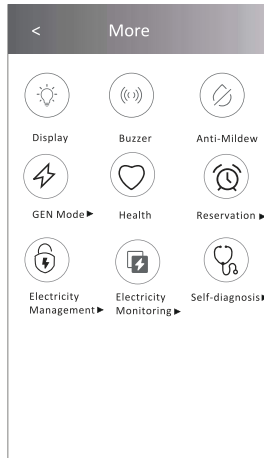 < More
Display Buzzer Anti-Mildew
GEN Mode► Health Reservation ►
Electricity Electricity Self-diagnosis►
Management► Monitoring ►